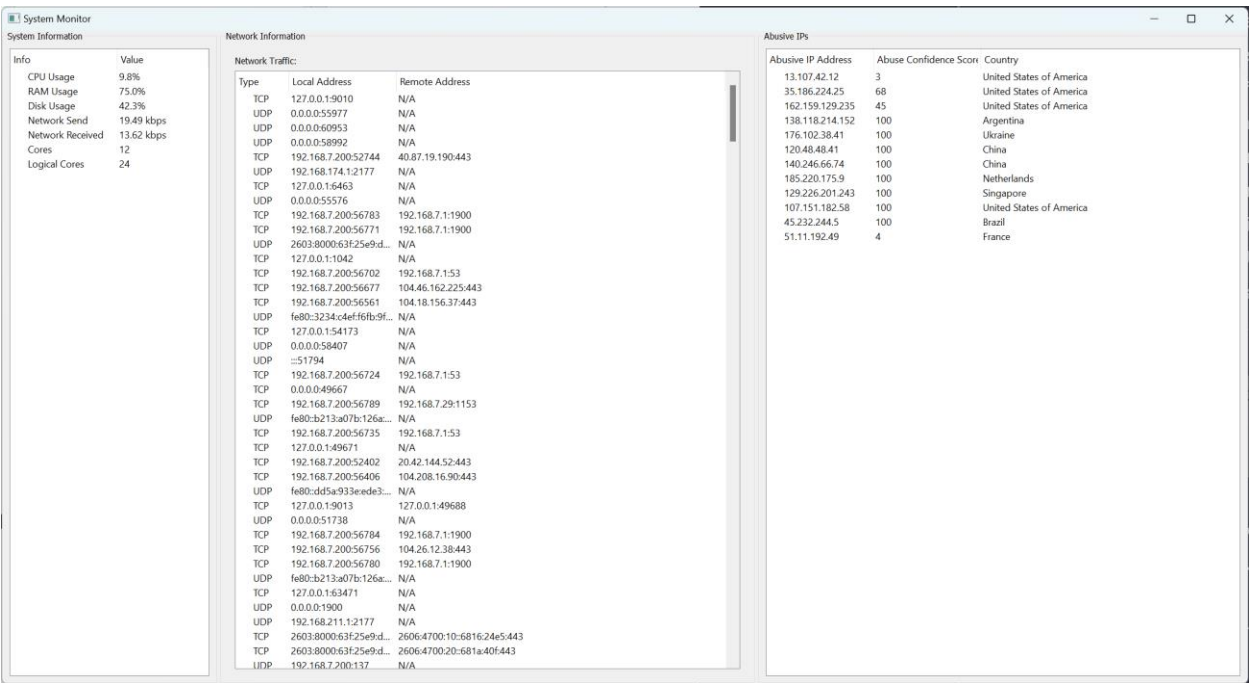 System Monitor
System Information
Info Value
CPU Usage 9.8%
RAM Usage 75.0%
Disk Usage 42.3%
Network Send 19.49 kbps
Network Received 13.62 kbps
Cores 12
Logical Cores 24
Network Information
Network Traffic:
Type Local Address Remote Address
TCP 127.0.0.1:9010 N/A
UDP 0.0.0.0:55977 N/A
UDP 0.0.0.0:60953 N/A
UDP 0.0.0.0:58992 N/A
TCP 192.168.7.200:52744 40.87.19.190:443
UDP 192.168.174.1:2177 N/A
TCP 127.0.0.1:6463 N/A
UDP 0.0.0.0:55576 N/A
TCP 192.168.7.200:56783 192.168.7.1:1900
TCP 192.168.7.200:56771 192.168.7.1:1900
UDP 2603:8000:63f:25e9:d... N/A
TCP 127.0.0.1:1042 N/A
TCP 192.168.7.200:56702 192.168.7.1:53
TCP 192.168.7.200:56677 104.46.162.225:443
TCP 192.168.7.200:56561 104.18.156.37:443
UDP fe80::3234:c4ef:f6fb:9f... N/A
TCP 127.0.0.1:54173 N/A
UDP 0.0.0.0:58407 N/A
UDP :::51794 N/A
TCP 192.168.7.200:56724 192.168.7.1:53
TCP 0.0.0.0:49667 N/A
TCP 192.168.7.200:56789 192.168.7.29:1153
UDP fe80::b213:a07b:126a:... N/A
TCP 192.168.7.200:56735 192.168.7.1:53
TCP 127.0.0.1:49671 N/A
TCP 192.168.7.200:52402 20.42.144.52:443
TCP 192.168.7.200:56406 104.208.16.90:443
UDP fe80::dd5a:933e:ede3:... N/A
TCP 127.0.0.1:9013 127.0.0.1:49688
UDP 0.0.0.0:51738 N/A
TCP 192.168.7.200:56784 192.168.7.1:1900
TCP 192.168.7.200:56756 104.26.12.38:443
TCP 192.168.7.200:56780 192.168.7.1:1900
UDP fe80::b213:a07b:126a:... N/A
TCP 127.0.0.1:63471 N/A
UDP 0.0.0.0:1900 N/A
UDP 192.168.211.1:2177 N/A
TCP 2603:8000:63f:25e9:d... 2606:4700:10::6816:24e5:443
TCP 2603:8000:63f:25e9:d... 2606:4700:20::681a:40f:443
UDP 192.168.7.200:137 N/A
Abusive IPs
Abusive IP Address Abuse Confidence Score Country
13.107.42.12 3 United States of America
35.186.224.25 68 United States of America
162.159.129.235 45 United States of America
138.118.214.152 100 Argentina
176.102.38.41 100 Ukraine
120.48.48.41 100 China
140.246.66.74 100 China
185.220.175.9 100 Netherlands
129.226.201.243 100 Singapore
107.151.182.58 100 United States of America
45.232.244.5 100 Brazil
51.11.192.49 4 France